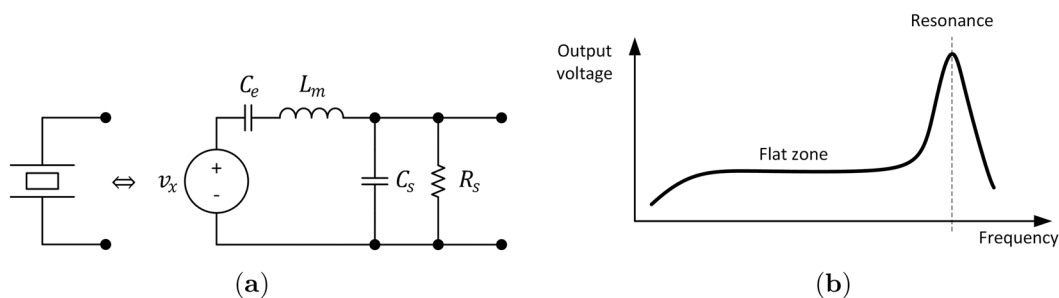 C_e
L_m
⇔
v_x
+
-
C_s
R_s
(a)
Output
voltage
Resonance
Flat zone
Frequency
(b)